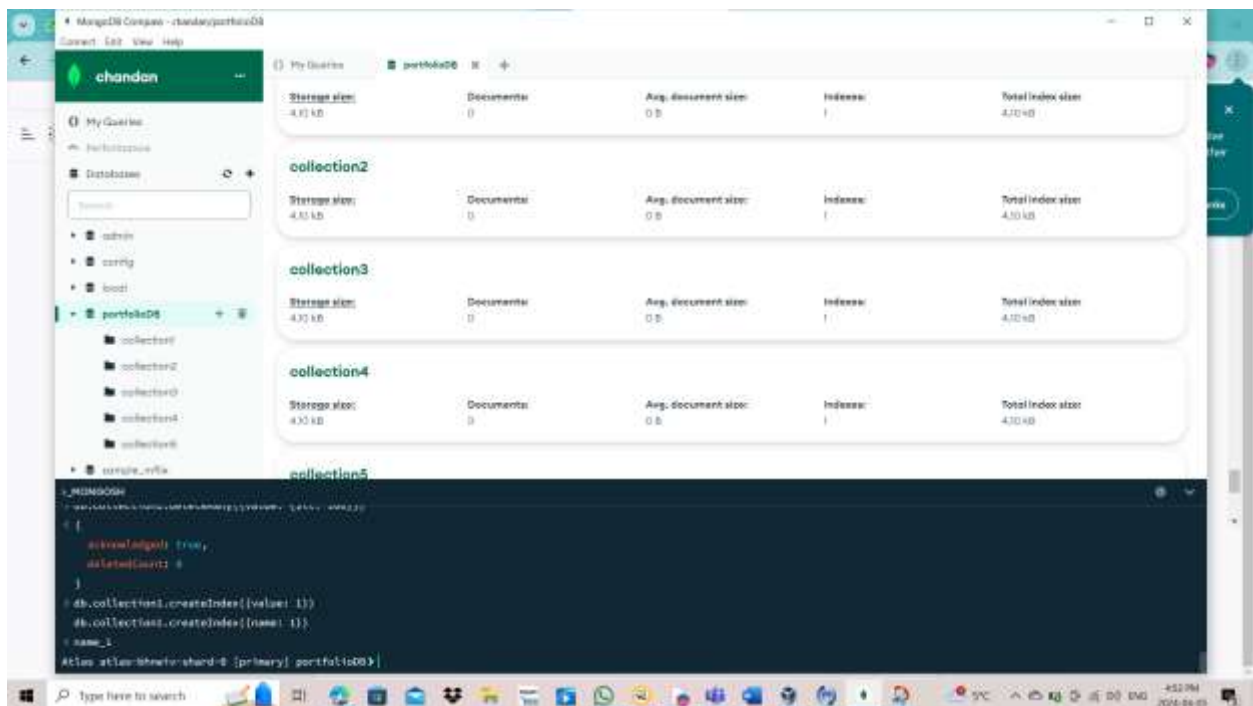 MongoDB Compass - chandan/portfolioDB
Connect Edit View Help
chandan
My Queries
portfolioDB
My Queries
Performance
Databases
Search
admin
config
local
portfolioDB
collection1
collection2
collection3
collection4
collection5
sample_mflix
Storage size: Documents: Avg. document size: Indexes: Total index size:
4.10 kB 0 0 B 1 4.10 kB
collection2
Storage size: Documents: Avg. document size: Indexes: Total index size:
4.10 kB 0 0 B 1 4.10 kB
collection3
Storage size: Documents: Avg. document size: Indexes: Total index size:
4.10 kB 0 0 B 1 4.10 kB
collection4
Storage size: Documents: Avg. document size: Indexes: Total index size:
4.10 kB 0 0 B 1 4.10 kB
collection5
>_MONGOSH
< {
acknowledged: true,
deletedCount: 0
}
> db.collection1.createIndex({value: 1})
db.collection1.createIndex({name: 1})
< name_1
[primary] portfolioDB>
Type here to search
ENG
4:52 PM